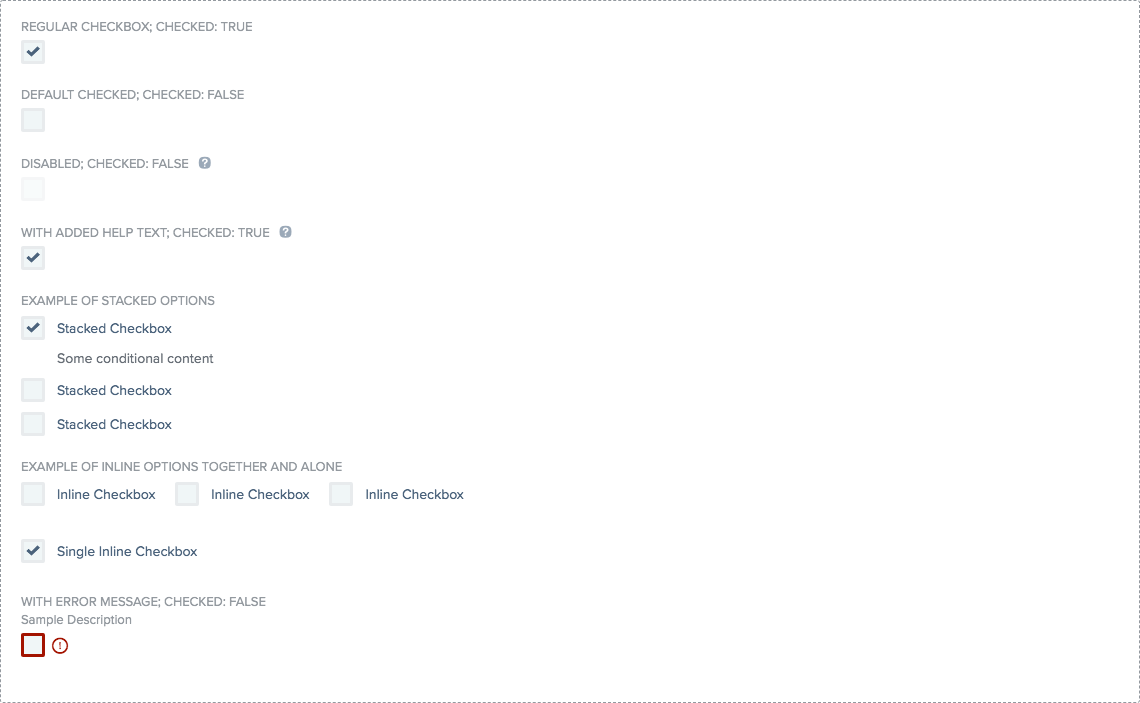 REGULAR CHECKBOX; CHECKED: TRUE
DEFAULT CHECKED; CHECKED: FALSE
DISABLED; CHECKED: FALSE ?
WITH ADDED HELP TEXT; CHECKED: TRUE ?
EXAMPLE OF STACKED OPTIONS
Stacked Checkbox
Some conditional content
Stacked Checkbox
Stacked Checkbox
EXAMPLE OF INLINE OPTIONS TOGETHER AND ALONE
Inline Checkbox Inline Checkbox Inline Checkbox
Single Inline Checkbox
WITH ERROR MESSAGE; CHECKED: FALSE
Sample Description
!